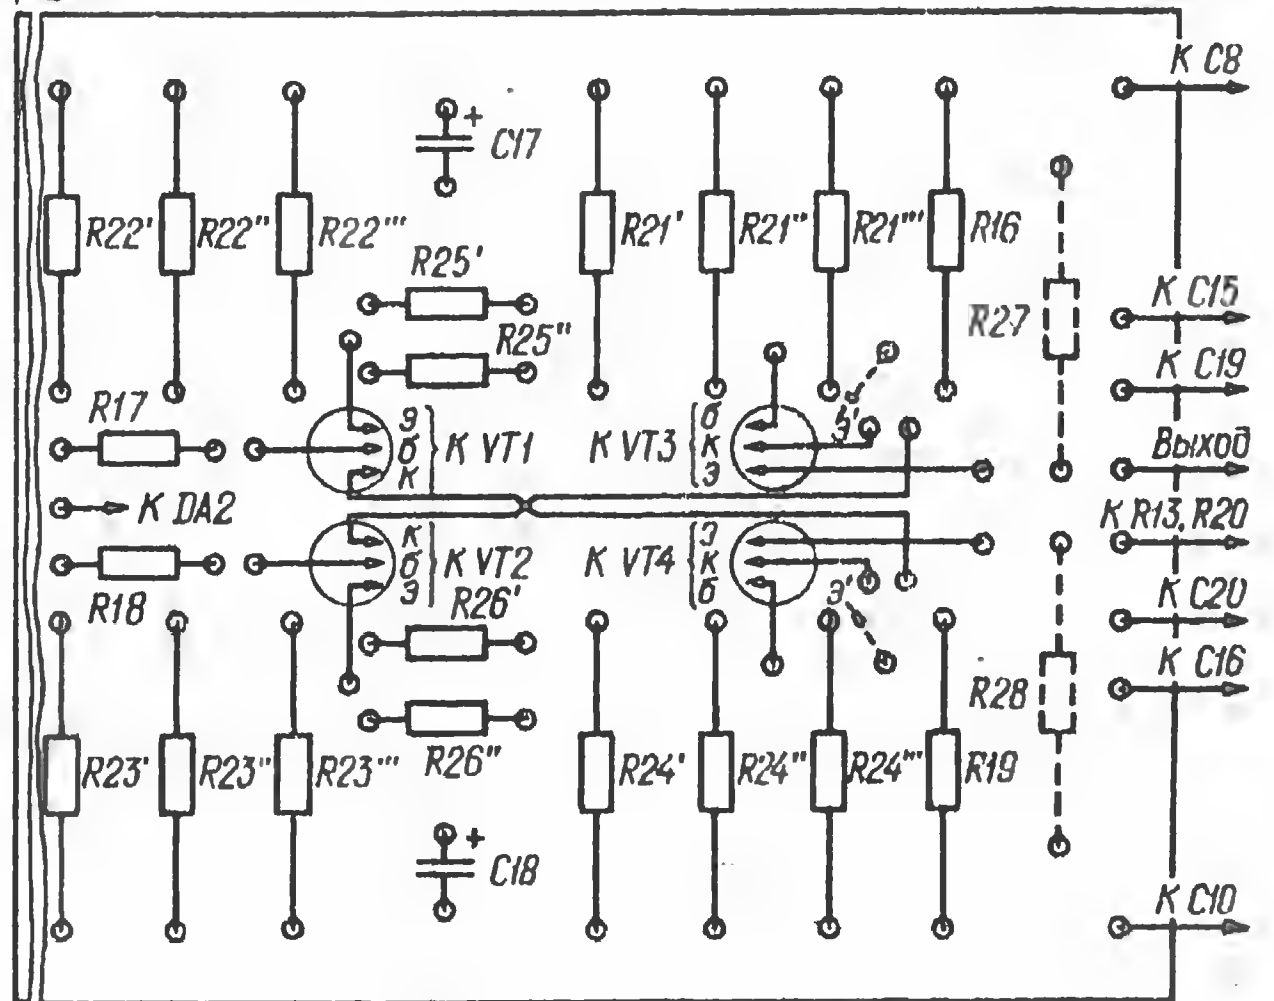 К С8
+
С17
R22'
R22"
R22'"
R21'
R21"
R21'"
R16
R25'
К С15
R27
R25"
К С19
R17
э
б
к
К VT1
К VT3
б
к
э
э'
Выход
К DA2
К R13, R20
к
б
э
К VT2
К VT4
э
к
б
э'
R18
R26'
К С20
К С16
R28
R23'
R23"
R23'"
R26"
R24'
R24"
R24'"
R19
+
С18
К С10